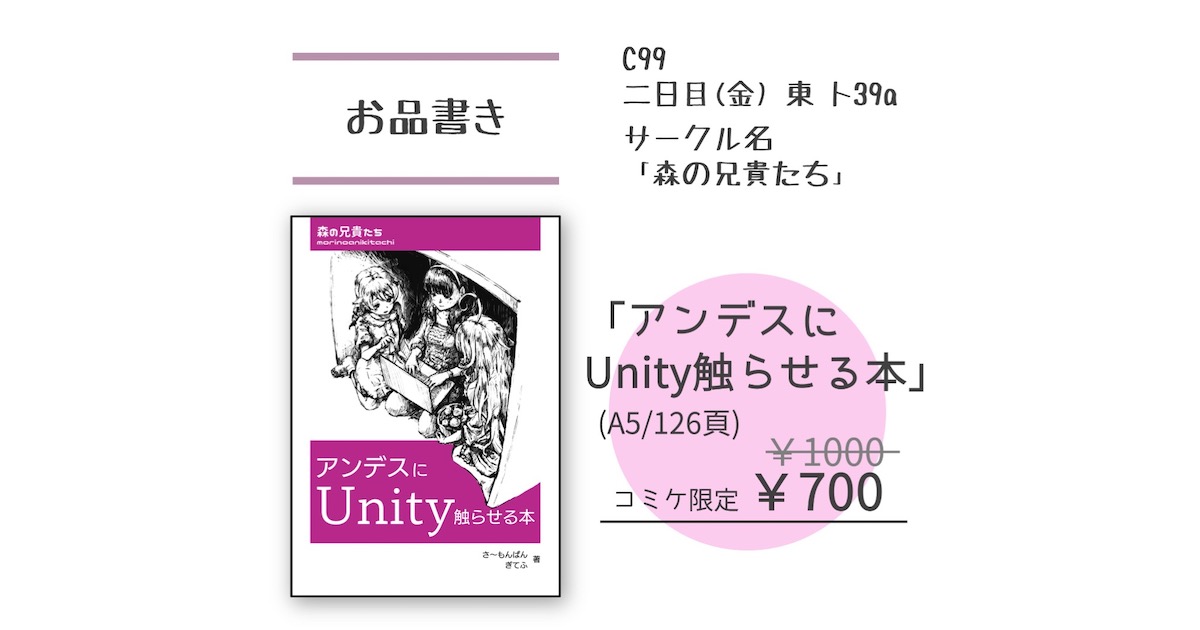 お品書き
C99
二日目(金) 東 ト39a
サークル名
「森の兄貴たち」
森の兄貴たち
morinoanikitachi
アンデスに
Unity触らせる本
さ〜もんぱん
ぎてふ 著
「アンデスに
Unity触らせる本」
(A5/126頁)
￥1000
コミケ限定 ￥700